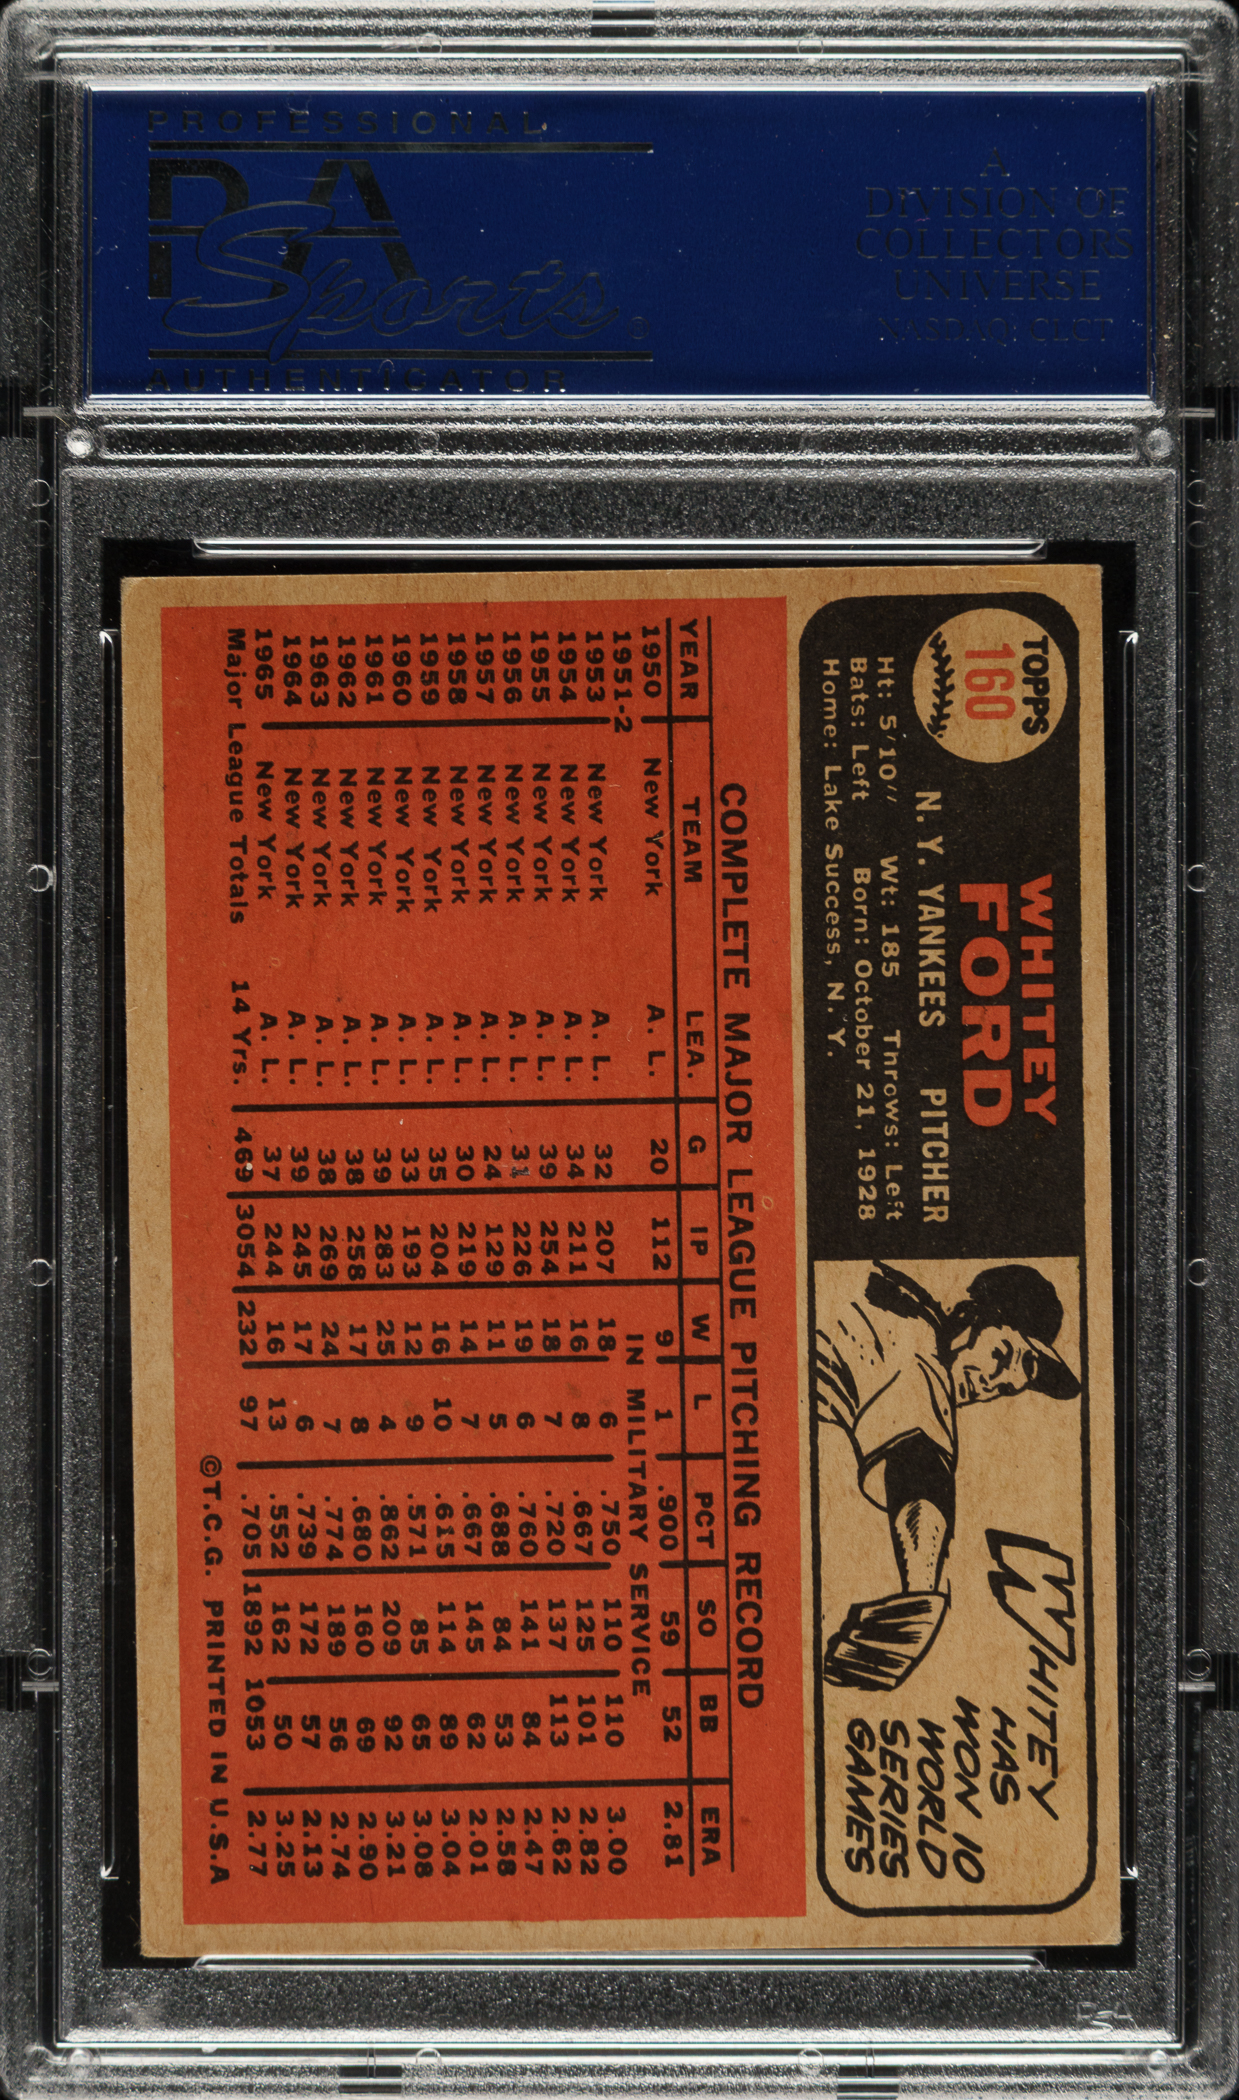 PROFESSIONAL
PSA
Sports®
AUTHENTICATOR
A
DIVISION OF
COLLECTORS
UNIVERSE
NASDAQ: CLCT
TOPPS
160
WHITEY
FORD
N. Y. YANKEES PITCHER
Ht: 5'10'' Wt: 185 Throws: Left
Bats: Left Born: October 21, 1928
Home: Lake Success, N. Y.
WHITEY
HAS
WON 10
WORLD
SERIES
GAMES
COMPLETE MAJOR LEAGUE PITCHING RECORD
YEAR TEAM LEA. G IP W L PCT SO BB ERA
1950 New York A. L. 20 112 9 1 .900 59 52 2.81
1951-2 IN MILITARY SERVICE
1953 New York A. L. 32 207 18 6 .750 110 110 3.00
1954 New York A. L. 34 211 16 8 .667 125 101 2.82
1955 New York A. L. 39 254 18 7 .720 137 113 2.62
1956 New York A. L. 31 226 19 6 .760 141 84 2.47
1957 New York A. L. 24 129 11 5 .688 84 53 2.58
1958 New York A. L. 30 219 14 7 .667 145 62 2.01
1959 New York A. L. 35 204 16 10 .615 114 89 3.04
1960 New York A. L. 33 193 12 9 .571 85 65 3.08
1961 New York A. L. 39 283 25 4 .862 209 92 3.21
1962 New York A. L. 38 258 17 8 .680 160 69 2.90
1963 New York A. L. 38 269 24 7 .774 189 56 2.74
1964 New York A. L. 39 245 17 6 .739 172 57 2.13
1965 New York A. L. 37 244 16 13 .552 162 50 3.25
Major League Totals 14 Yrs. 469 3054 232 97 .705 1892 1053 2.77
©T.C.G. PRINTED IN U.S.A
PSA